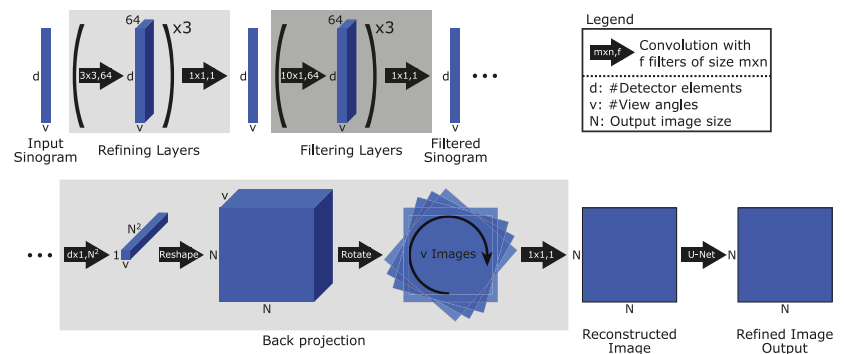 64
x3
d
3x3,64
d
v
1x1,1
v
Input
Sinogram
Refining Layers
64
x3
d
10x1,64
d
v
1x1,1
d
v
Filtering Layers
Filtered
Sinogram
•••
Legend
mxn,f
Convolution with
f filters of size mxn
d: #Detector elements
v: #View angles
N: Output image size
•••
dx1,N²
N²
1
v
Reshape
v
N
N
Rotate
v Images
1x1,1
Back projection
N
N
Reconstructed
Image
U-Net
N
N
Refined Image
Output